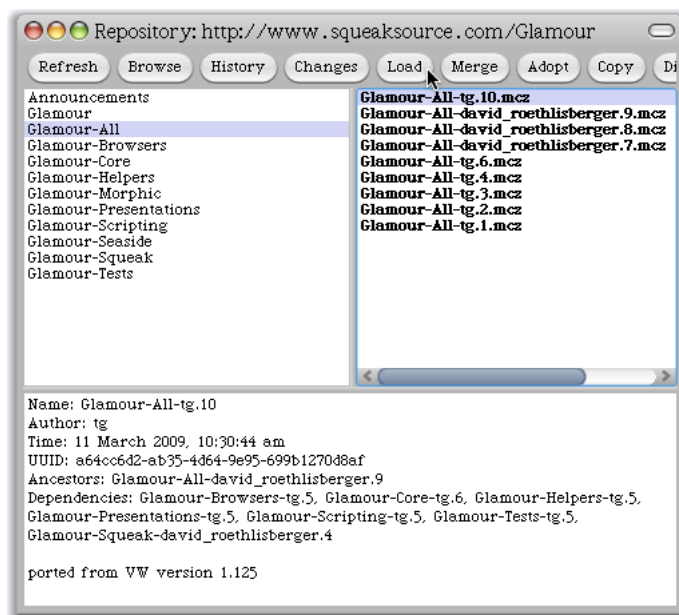 Repository: http://www.squeaksource.com/Glamour
Refresh Browse History Changes Load Merge Adopt Copy Di
Announcements
Glamour
Glamour-All
Glamour-Browsers
Glamour-Core
Glamour-Helpers
Glamour-Morphic
Glamour-Presentations
Glamour-Scripting
Glamour-Seaside
Glamour-Squeak
Glamour-Tests
Glamour-All-tg.10.mcz
Glamour-All-david_roethlisberger.9.mcz
Glamour-All-david_roethlisberger.8.mcz
Glamour-All-david_roethlisberger.7.mcz
Glamour-All-tg.6.mcz
Glamour-All-tg.4.mcz
Glamour-All-tg.3.mcz
Glamour-All-tg.2.mcz
Glamour-All-tg.1.mcz
Name: Glamour-All-tg.10
Author: tg
Time: 11 March 2009, 10:30:44 am
UUID: a64cc6d2-ab35-4d64-9e95-699b1270d8af
Ancestors: Glamour-All-david_roethlisberger.9
Dependencies: Glamour-Browsers-tg.5, Glamour-Core-tg.6, Glamour-Helpers-tg.5,
Glamour-Presentations-tg.5, Glamour-Scripting-tg.5, Glamour-Tests-tg.5,
Glamour-Squeak-david_roethlisberger.4
ported from VW version 1.125